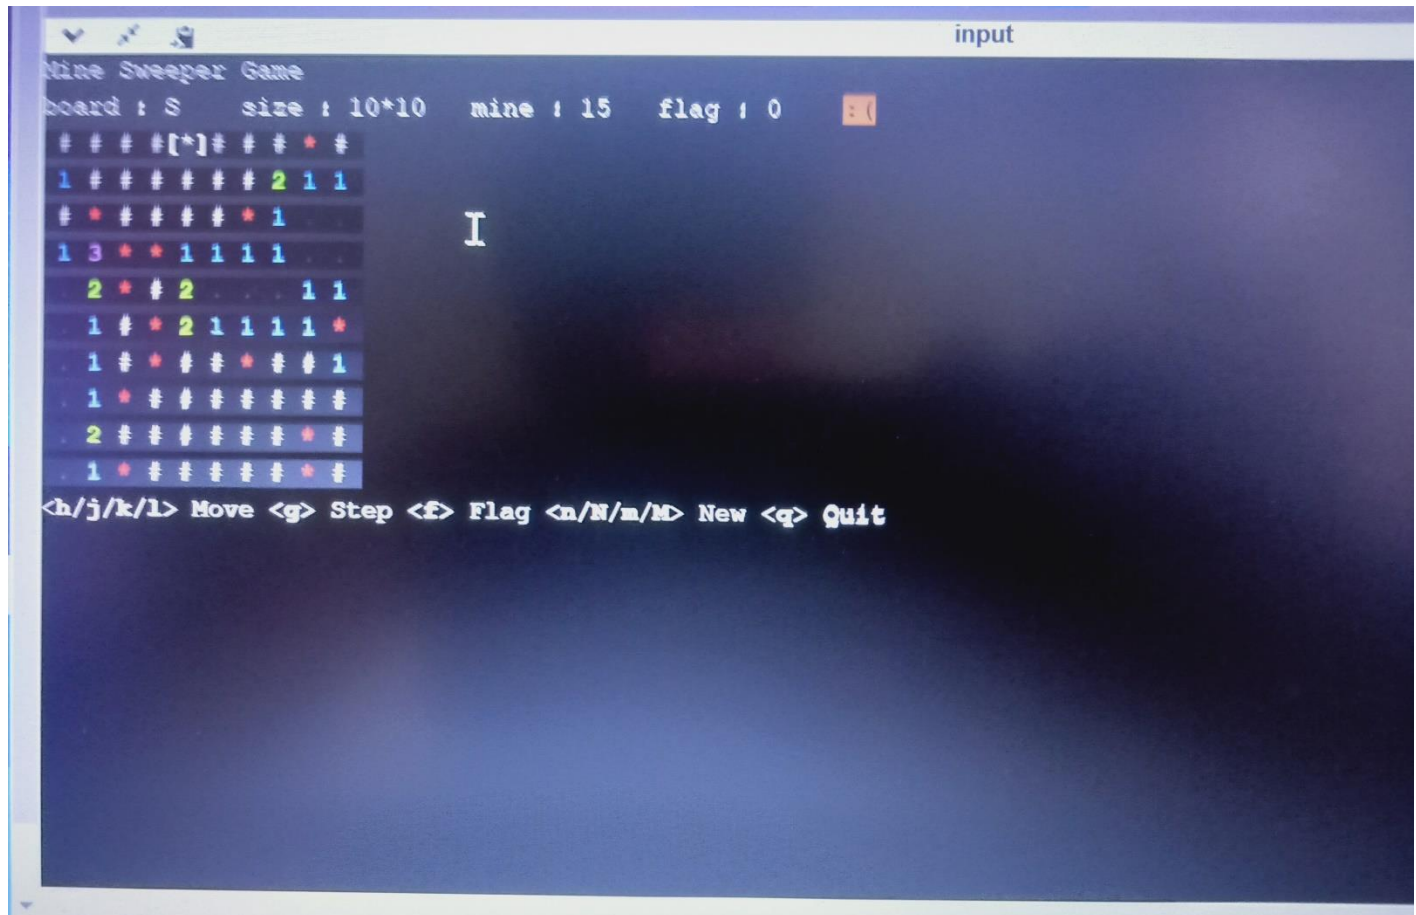 input
Mine Sweeper Game
board : S size : 10*10 mine : 15 flag : 0 :(
# # # #[*]# # # * #
1 # # # # # # 2 1 1
# * # # # # * 1 . .
1 3 * * 1 1 1 1 . .
. 2 * # 2 . . . 1 1
. 1 # * 2 1 1 1 1 *
. 1 # * # # * # # 1
. 1 * # # # # # # #
. 2 # # # # # # * #
. 1 * # # # # # * #
<h/j/k/l> Move <g> Step <f> Flag <n/N/m/M> New <q> Quit